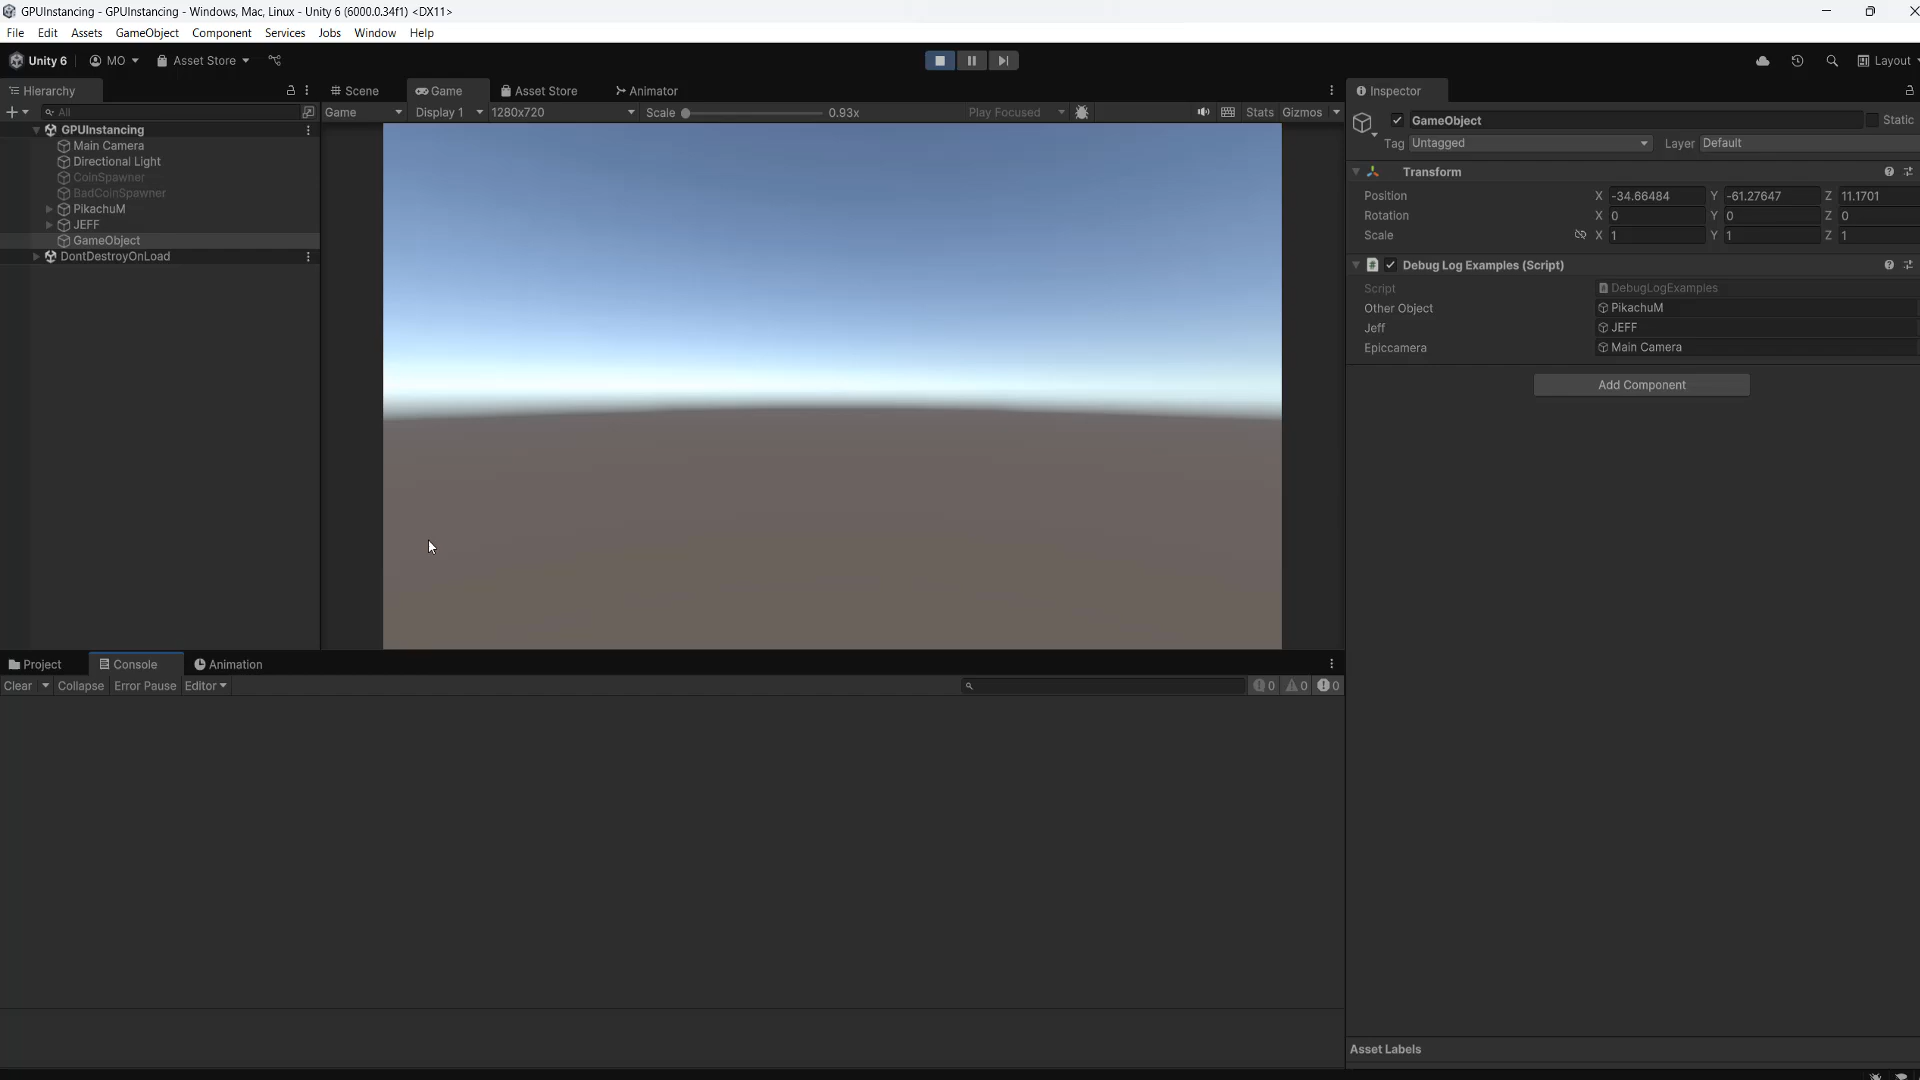 GPUInstancing - GPUInstancing - Windows, Mac, Linux - Unity 6 (6000.0.34f1) <DX11>
File Edit Assets GameObject Component Services Jobs Window Help
Unity 6 MO Asset Store Layout
Hierarchy Scene Game Asset Store Animator Inspector
All Game Display 1 1280x720 Scale 0.93x Play Focused Stats Gizmos
GameObject Static
Tag Untagged Layer Default
GPUInstancing
Main Camera
Directional Light
CoinSpawner
BadCoinSpawner
PikachuM
JEFF
GameObject
DontDestroyOnLoad
Transform
Position X -34.66484 Y -61.27647 Z 11.1701
Rotation X 0 Y 0 Z 0
Scale X 1 Y 1 Z 1
Debug Log Examples (Script)
Script DebugLogExamples
Other Object PikachuM
Jeff JEFF
Epiccamera Main Camera
Add Component
Project Console Animation
Clear Collapse Error Pause Editor 0 0 0
Asset Labels